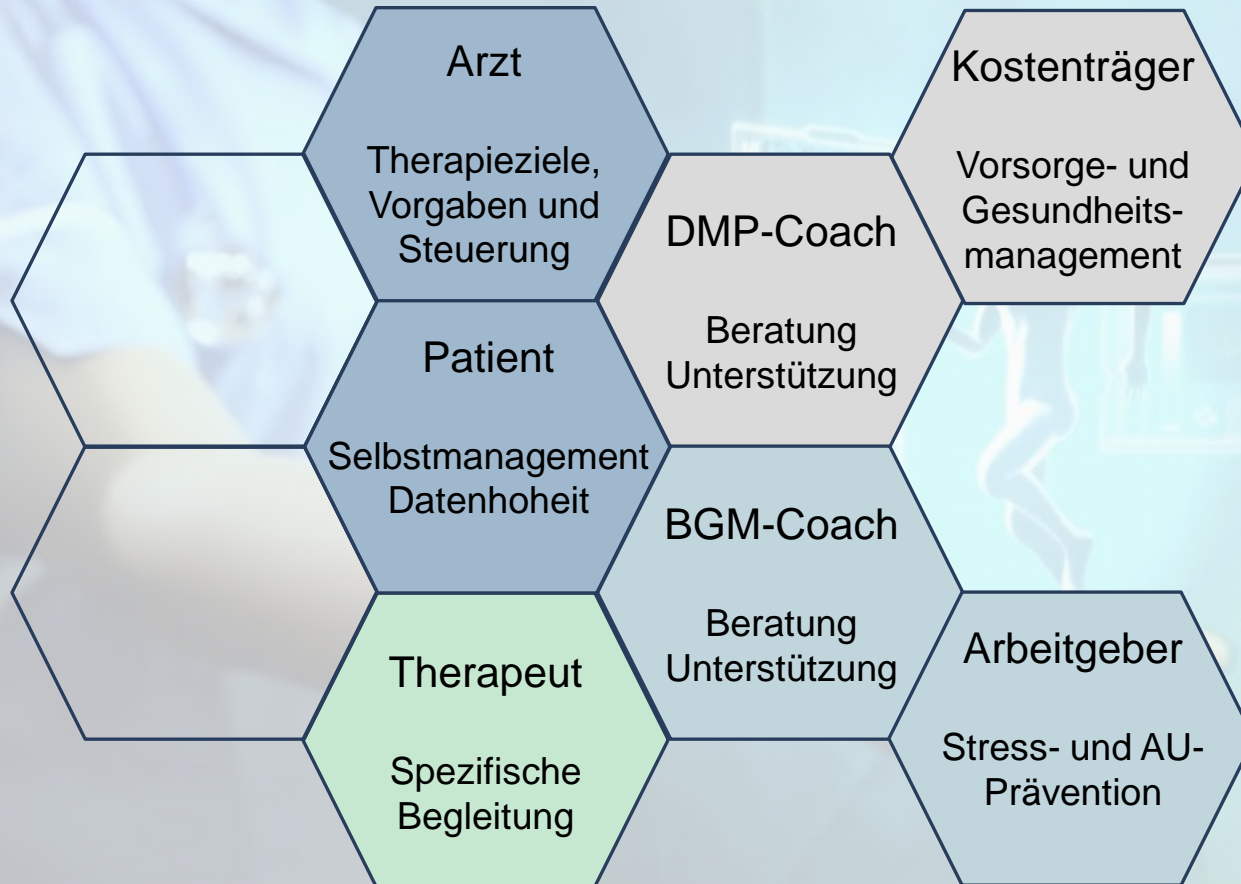 Arzt
Therapieziele,
Vorgaben und
Steuerung
Kostenträger
Vorsorge- und
Gesundheits-
management
DMP-Coach
Beratung
Unterstützung
Patient
Selbstmanagement
Datenhoheit
BGM-Coach
Beratung
Unterstützung
Therapeut
Spezifische
Begleitung
Arbeitgeber
Stress- und AU-
Prävention